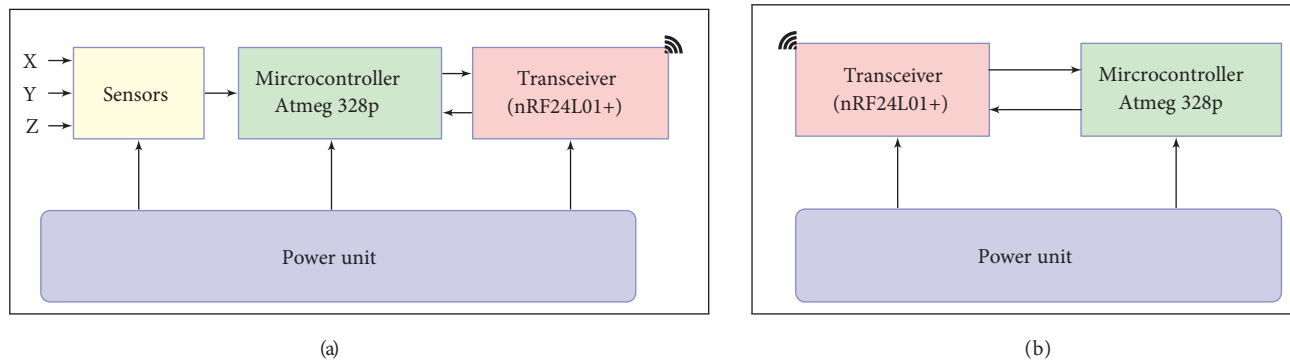 X
Y
Z
Sensors
Mircrocontroller
Atmeg 328p
Transceiver
(nRF24L01+)
Power unit
(a)
Transceiver
(nRF24L01+)
Mircrocontroller
Atmeg 328p
Power unit
(b)